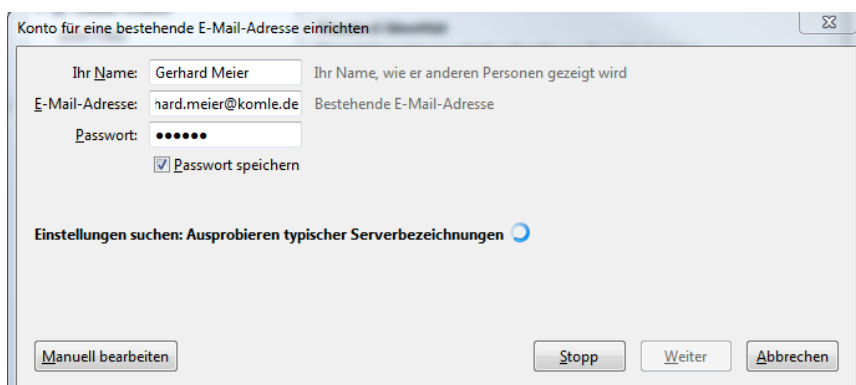 Konto für eine bestehende E-Mail-Adresse einrichten
Ihr Name: Gerhard Meier Ihr Name, wie er anderen Personen gezeigt wird
E-Mail-Adresse: hard.meier@komle.de Bestehende E-Mail-Adresse
Passwort: ●●●●●●
Passwort speichern
Einstellungen suchen: Ausprobieren typischer Serverbezeichnungen
Manuell bearbeiten Stopp Weiter Abbrechen